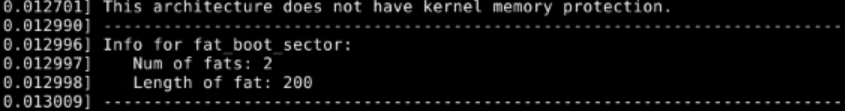 0.012701] This architecture does not have kernel memory protection.
0.012990] --------------------------------------------------------------------------------
0.012996] Info for fat_boot_sector:
0.012997]    Num of fats: 2
0.012998]    Length of fat: 200
0.013009] --------------------------------------------------------------------------------